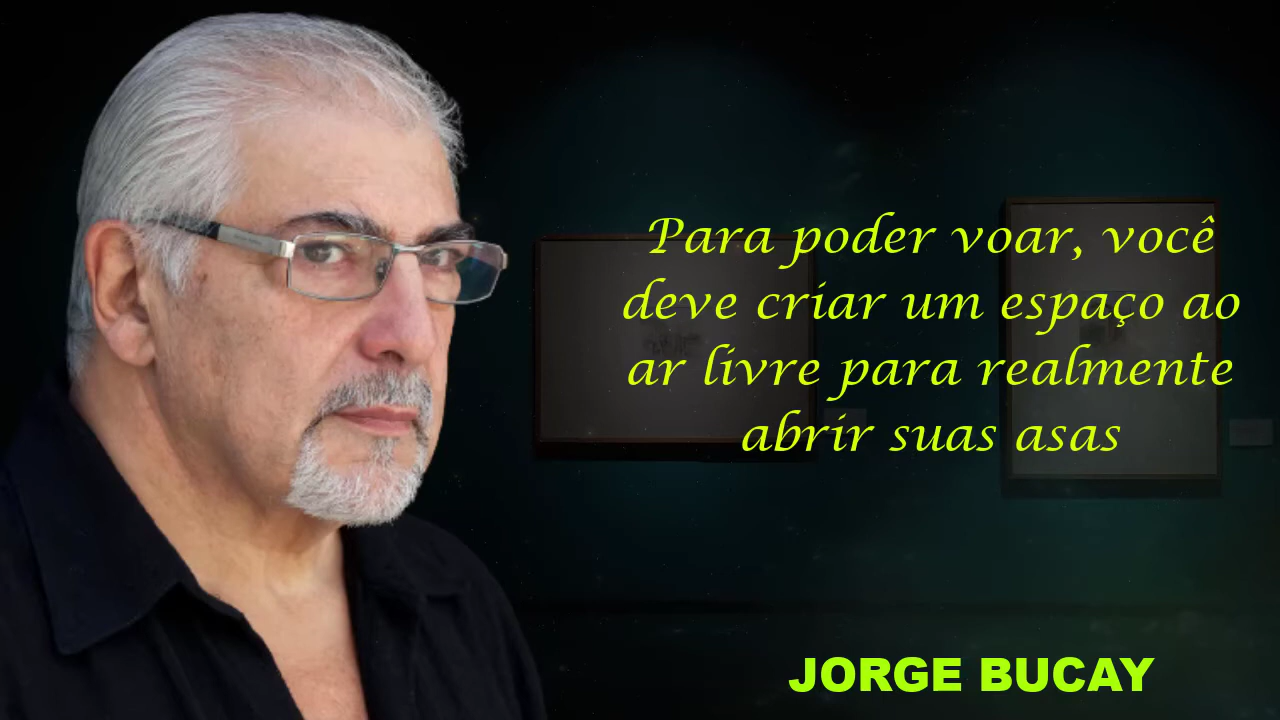 Para poder voar, você
deve criar um espaço ao
ar livre para realmente
abrir suas asas
JORGE BUCAY